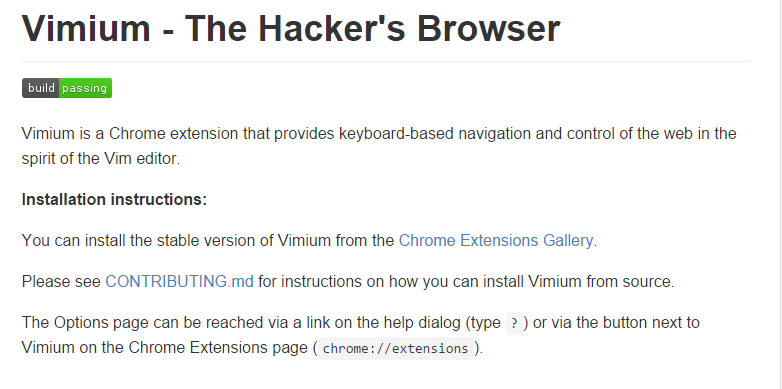 Vimium - The Hacker's Browser
build passing
Vimium is a Chrome extension that provides keyboard-based navigation and control of the web in the
spirit of the Vim editor.
Installation instructions:
You can install the stable version of Vimium from the Chrome Extensions Gallery.
Please see CONTRIBUTING.md for instructions on how you can install Vimium from source.
The Options page can be reached via a link on the help dialog (type ? ) or via the button next to
Vimium on the Chrome Extensions page ( chrome://extensions ).